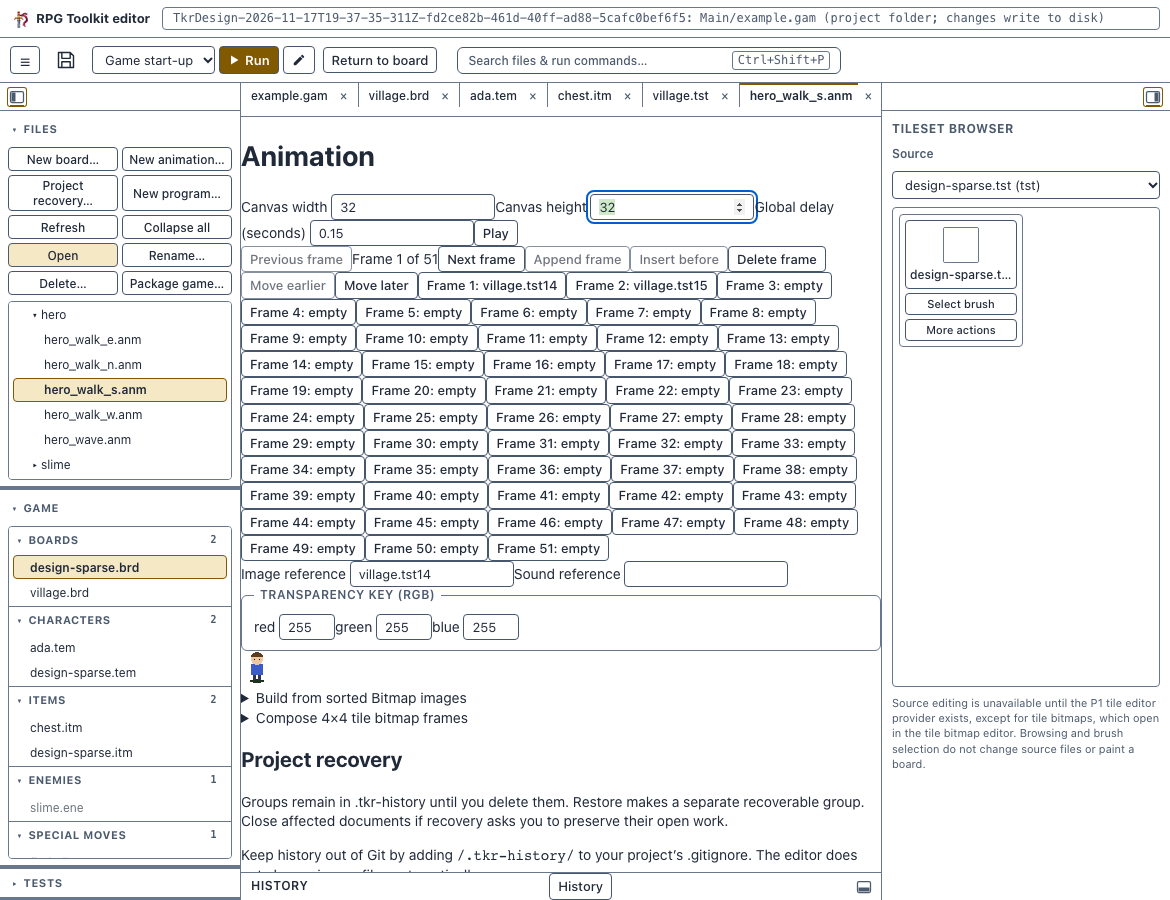 RPG Toolkit editor
TkrDesign-2026-11-17T19-37-35-311Z-fd2ce82b-461d-40ff-ad88-5cafc0bef6f5: Main/example.gam (project folder; changes write to disk)
Game start-up
Run
Return to board
Search files & run commands...
Ctrl+Shift+P
FILES
New board...
New animation...
Project recovery...
New program...
Refresh
Collapse all
Open
Rename...
Delete...
Package game...
hero
hero_walk_e.anm
hero_walk_n.anm
hero_walk_s.anm
hero_walk_w.anm
hero_wave.anm
slime
GAME
BOARDS 2
design-sparse.brd
village.brd
CHARACTERS 2
ada.tem
design-sparse.tem
ITEMS 2
chest.itm
design-sparse.itm
ENEMIES 1
slime.ene
SPECIAL MOVES 1
TESTS
example.gam ×
village.brd ×
ada.tem ×
chest.itm ×
village.tst ×
hero_walk_s.anm ×
Animation
Canvas width 32 Canvas height 32 Global delay
(seconds) 0.15 Play
Previous frame Frame 1 of 51 Next frame Append frame Insert before Delete frame
Move earlier Move later Frame 1: village.tst14 Frame 2: village.tst15 Frame 3: empty
Frame 4: empty Frame 5: empty Frame 6: empty Frame 7: empty Frame 8: empty
Frame 9: empty Frame 10: empty Frame 11: empty Frame 12: empty Frame 13: empty
Frame 14: empty Frame 15: empty Frame 16: empty Frame 17: empty Frame 18: empty
Frame 19: empty Frame 20: empty Frame 21: empty Frame 22: empty Frame 23: empty
Frame 24: empty Frame 25: empty Frame 26: empty Frame 27: empty Frame 28: empty
Frame 29: empty Frame 30: empty Frame 31: empty Frame 32: empty Frame 33: empty
Frame 34: empty Frame 35: empty Frame 36: empty Frame 37: empty Frame 38: empty
Frame 39: empty Frame 40: empty Frame 41: empty Frame 42: empty Frame 43: empty
Frame 44: empty Frame 45: empty Frame 46: empty Frame 47: empty Frame 48: empty
Frame 49: empty Frame 50: empty Frame 51: empty
Image reference village.tst14 Sound reference
TRANSPARENCY KEY (RGB)
red 255 green 255 blue 255
Build from sorted Bitmap images
Compose 4×4 tile bitmap frames
Project recovery
Groups remain in .tkr-history until you delete them. Restore makes a separate recoverable group.
Close affected documents if recovery asks you to preserve their open work.
Keep history out of Git by adding /.tkr-history/ to your project's .gitignore. The editor does
HISTORY
History
TILESET BROWSER
Source
design-sparse.tst (tst)
design-sparse.t...
Select brush
More actions
Source editing is unavailable until the P1 tile editor
provider exists, except for tile bitmaps, which open
in the tile bitmap editor. Browsing and brush
selection do not change source files or paint a
board.